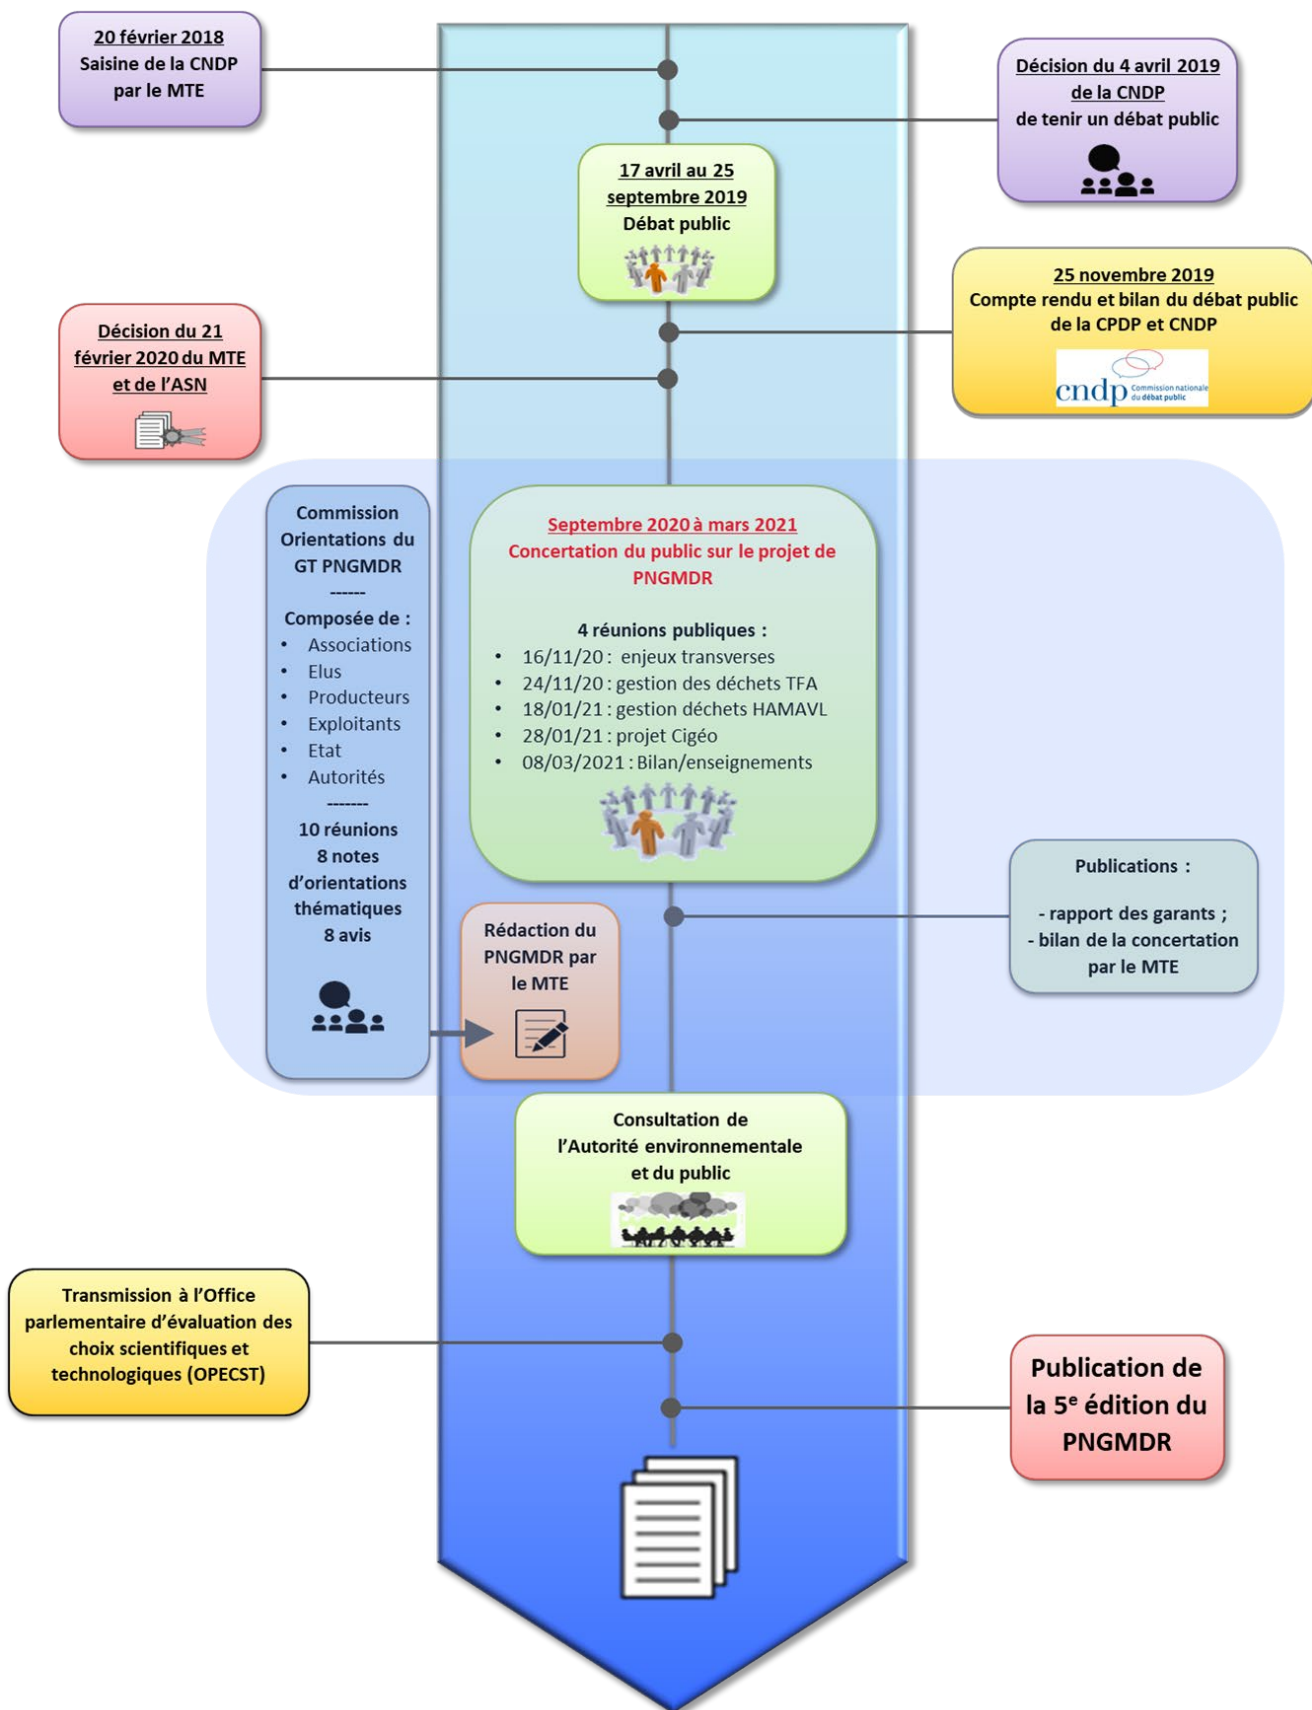 20 février 2018
Saisine de la CNDP
par le MTE
Décision du 4 avril 2019
de la CNDP
de tenir un débat public
17 avril au 25
septembre 2019
Débat public
25 novembre 2019
Compte rendu et bilan du débat public
de la CPDP et CNDP
cndp Commission nationale
du débat public
Décision du 21
février 2020 du MTE
et de l'ASN
Commission
Orientations du
GT PNGMDR
------
Composée de :
• Associations
• Elus
• Producteurs
• Exploitants
• Etat
• Autorités
-------
10 réunions
8 notes
d'orientations
thématiques
8 avis
Septembre 2020 à mars 2021
Concertation du public sur le projet de
PNGMDR
4 réunions publiques :
• 16/11/20 : enjeux transverses
• 24/11/20 : gestion des déchets TFA
• 18/01/21 : gestion déchets HAMAVL
• 28/01/21 : projet Cigéo
• 08/03/2021 : Bilan/enseignements
Publications :
- rapport des garants ;
- bilan de la concertation
par le MTE
Rédaction du
PNGMDR par
le MTE
Consultation de
l'Autorité environnementale
et du public
Transmission à l'Office
parlementaire d'évaluation des
choix scientifiques et
technologiques (OPECST)
Publication de
la 5e édition du
PNGMDR